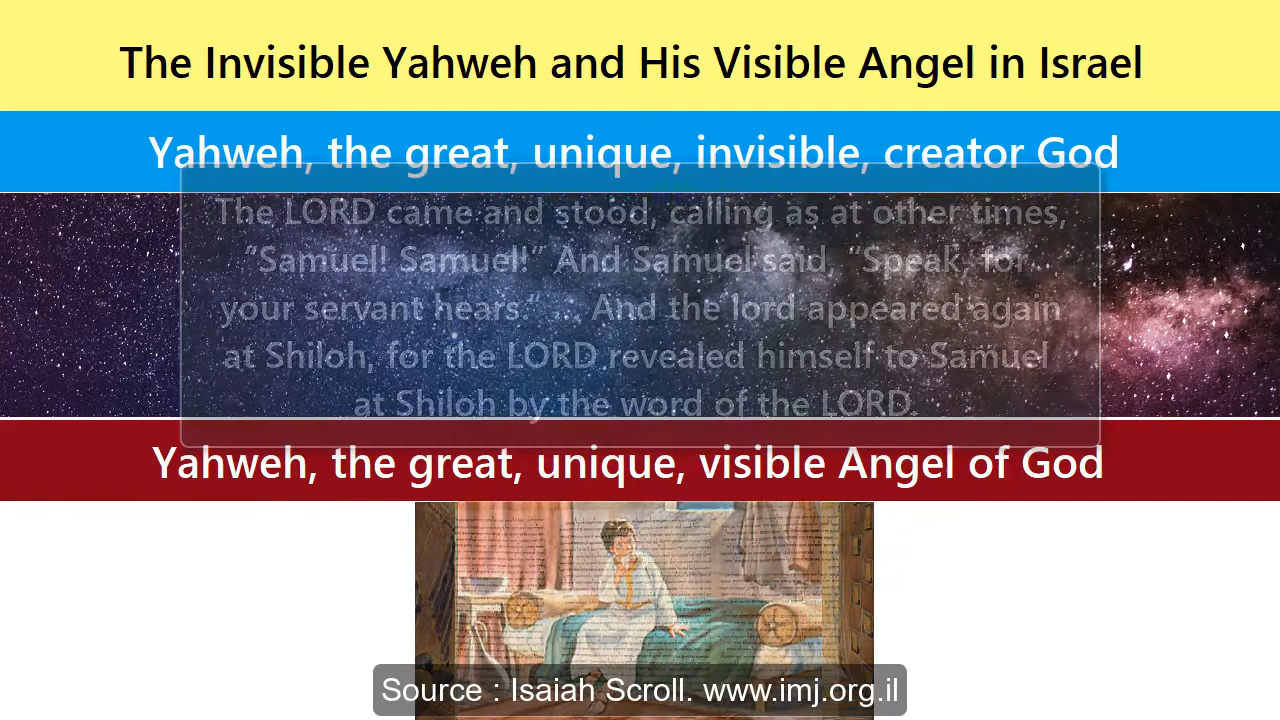 The Invisible Yahweh and His Visible Angel in Israel
Yahweh, the great, unique, invisible, creator God
The LORD came and stood, calling as at other times,
“Samuel! Samuel!” And Samuel said, “Speak, for
your servant hears.” ... And the lord appeared again
at Shiloh, for the LORD revealed himself to Samuel
at Shiloh by the word of the LORD.
Yahweh, the great, unique, visible Angel of God
Source : Isaiah Scroll. www.imj.org.il